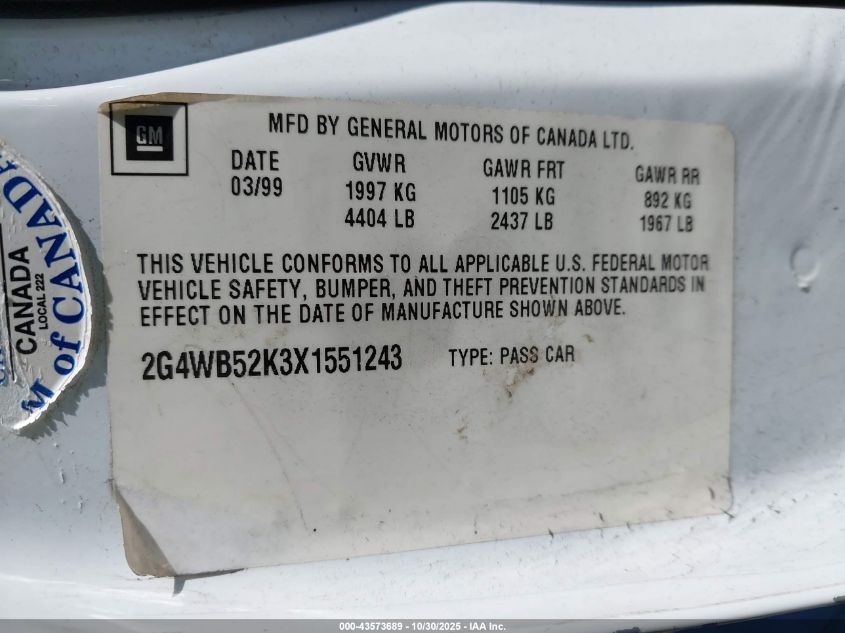 GM
MFD BY GENERAL MOTORS OF CANADA LTD.
DATE GVWR GAWR FRT GAWR RR
03/99 1997 KG 1105 KG 892 KG
4404 LB 2437 LB 1967 LB
THIS VEHICLE CONFORMS TO ALL APPLICABLE U.S. FEDERAL MOTOR
VEHICLE SAFETY, BUMPER, AND THEFT PREVENTION STANDARDS IN
EFFECT ON THE DATE OF MANUFACTURE SHOWN ABOVE.
2G4WB52K3X1551243 TYPE: PASS CAR
CANADA
LOCAL 222
of CANADA
000-43573689 - 10/30/2025 - IAA Inc.